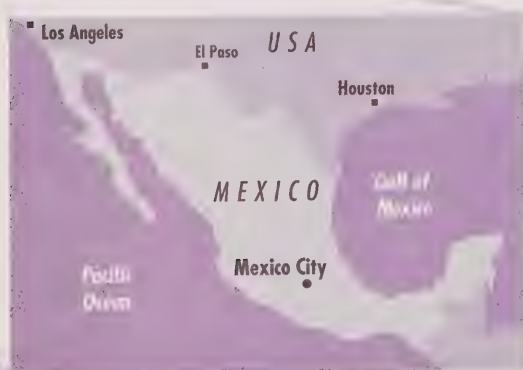 Los Angeles
El Paso
USA
Houston
MEXICO
Gulf of
Mexico
Mexico City
Pacific
Ocean